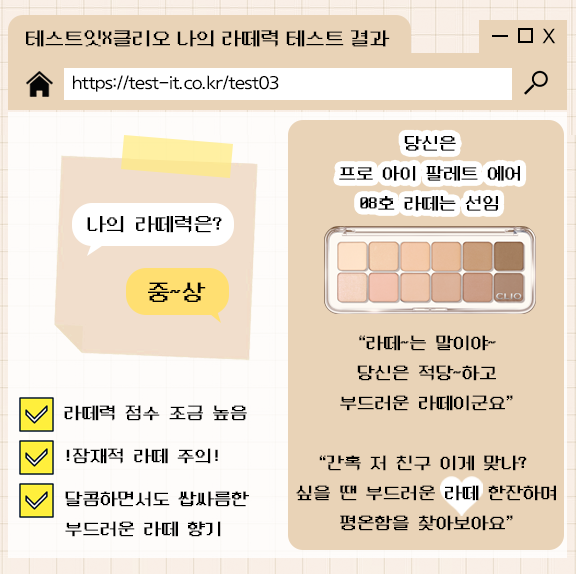 테스트잇X클리오 나의 라떼력 테스트 결과
X
https://test-it.co.kr/test03
나의 라떼력은?
중~상
라떼력 점수 조금 높음
!잠재적 라떼 주의!
달콤하면서도 쌉싸름한
부드러운 라떼 향기
당신은
프로 아이 팔레트 에어
08호 라떼는 선임
CLIO
“라떼~는 말이야~
당신은 적당~하고
부드러운 라떼이군요”
“간혹 저 친구 이게 맞나?
싶을 땐 부드러운 라떼 한잔하며
평온함을 찾아보아요”